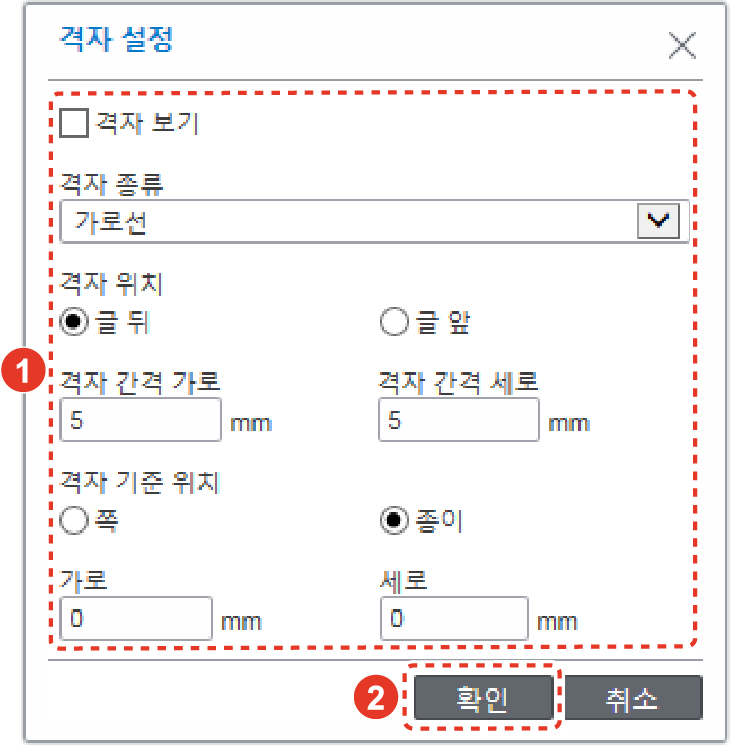 격자 설정
격자 보기
격자 종류
가로선
격자 위치
글 뒤 글 앞
1
격자 간격 가로 격자 간격 세로
5 mm 5 mm
격자 기준 위치
쪽 종이
가로 세로
0 mm 0 mm
2 확인 취소